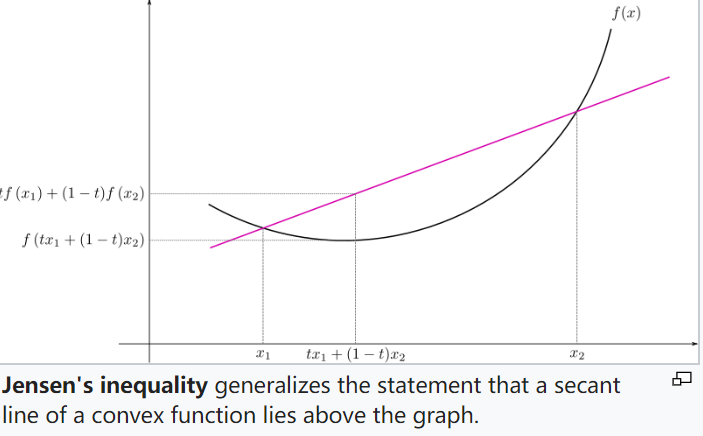 f(x)
tf (x₁) + (1 − t)f (x₂)
f (tx₁ + (1 − t)x₂)
x₁ tx₁ + (1 − t)x₂ x₂
Jensen's inequality generalizes the statement that a secant
line of a convex function lies above the graph.